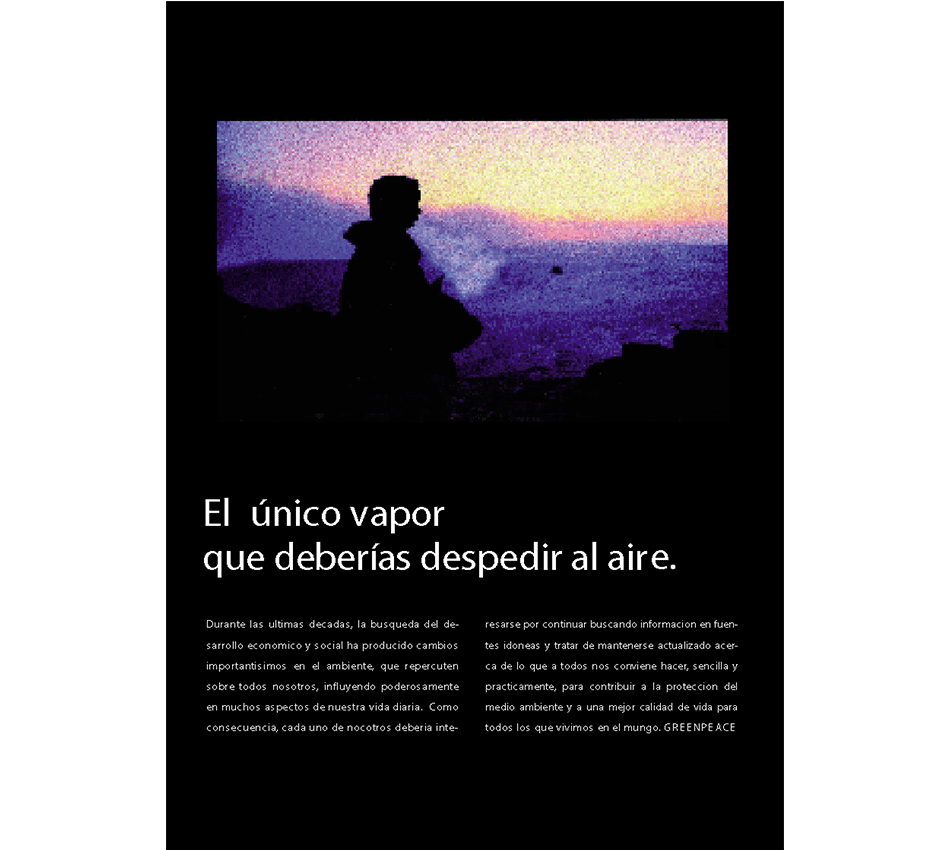 El único vapor
que deberías despedir al aire.
Durante las ultimas decadas, la busqueda del de-
sarrollo economico y social ha producido cambios
importantisimos en el ambiente, que repercuten
sobre todos nosotros, influyendo poderosamente
en muchos aspectos de nuestra vida diaria. Como
consecuencia, cada uno de nocotros deberia inte-
resarse por continuar buscando informacion en fuen-
tes idoneas y tratar de mantenerse actualizado acer-
ca de lo que a todos nos conviene hacer, sencilla y
practicamente, para contribuir a la proteccion del
medio ambiente y a una mejor calidad de vida para
todos los que vivimos en el mungo. GREENPEACE